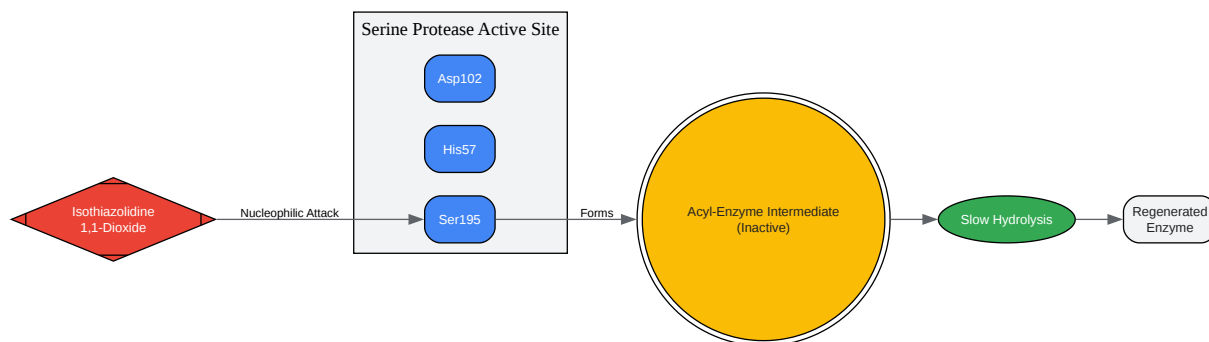 Serine Protease Active Site
Asp102
His57
Isothiazolidine
1,1-Dioxide
Nucleophilic Attack
Ser195
Forms
Acyl-Enzyme Intermediate
(Inactive)
Slow Hydrolysis
Regenerated
Enzyme